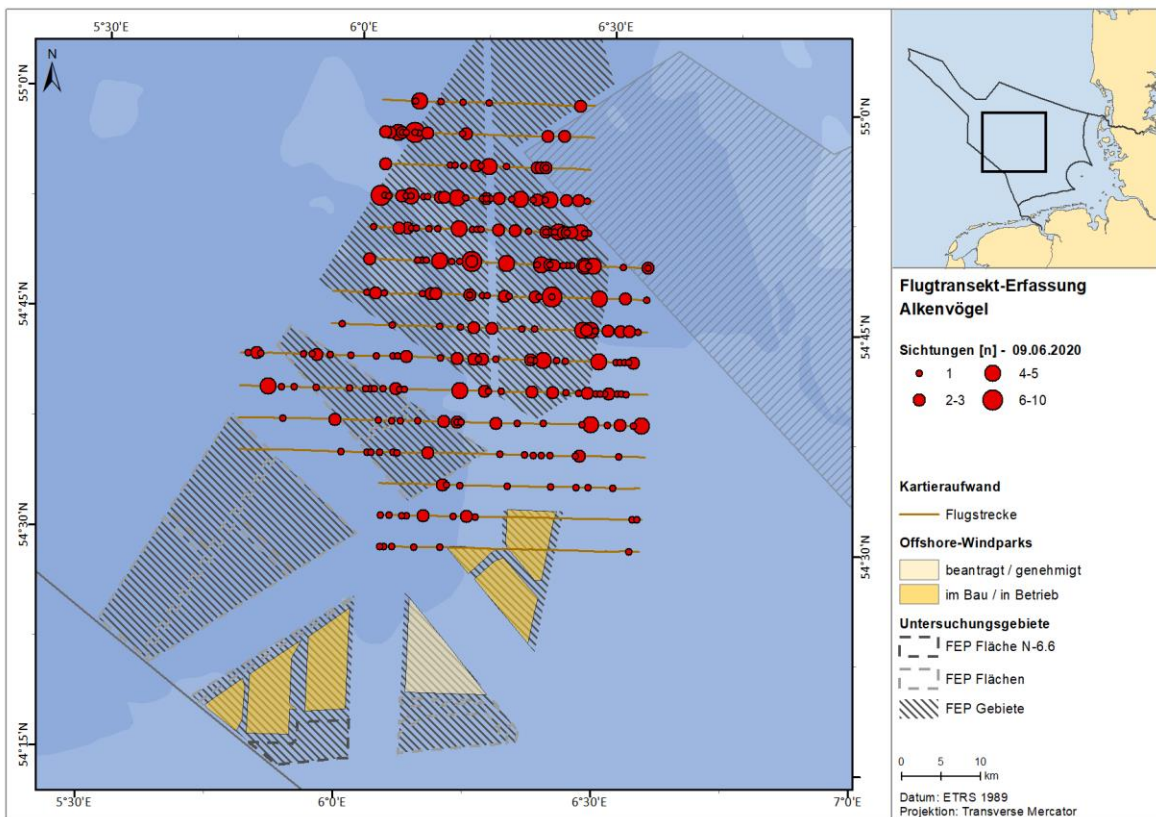 5°30'E
6°0'E
6°30'E
N
55°0'N
54°45'N
54°30'N
54°15'N
55°0'N
54°45'N
54°30'N
5°30'E
6°0'E
6°30'E
7°0'E
Flugtransekt-Erfassung
Alkenvögel
Sichtungen [n] - 09.06.2020
1
4-5
2-3
6-10
Kartieraufwand
Flugstrecke
Offshore-Windparks
beantragt / genehmigt
im Bau / in Betrieb
Untersuchungsgebiete
FEP Fläche N-6.6
FEP Flächen
FEP Gebiete
0 5 10
km
Datum: ETRS 1989
Projektion: Transverse Mercator